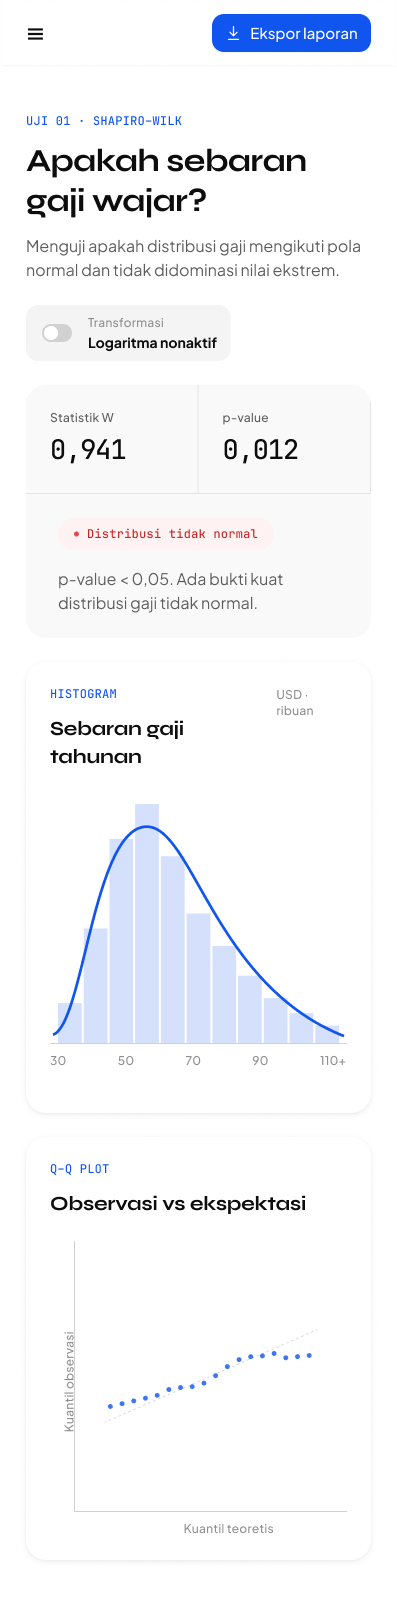 Ekspor laporan
UJI 01 · SHAPIRO–WILK
Apakah sebaran
gaji wajar?
Menguji apakah distribusi gaji mengikuti pola
normal dan tidak didominasi nilai ekstrem.
Transformasi
Logaritma nonaktif
Statistik W
0,941
p-value
0,012
Distribusi tidak normal
p-value < 0,05. Ada bukti kuat
distribusi gaji tidak normal.
HISTOGRAM
Sebaran gaji
tahunan
USD ·
ribuan
30 50 70 90 110+
Q–Q PLOT
Observasi vs ekspektasi
Kuantil observasi
Kuantil teoretis